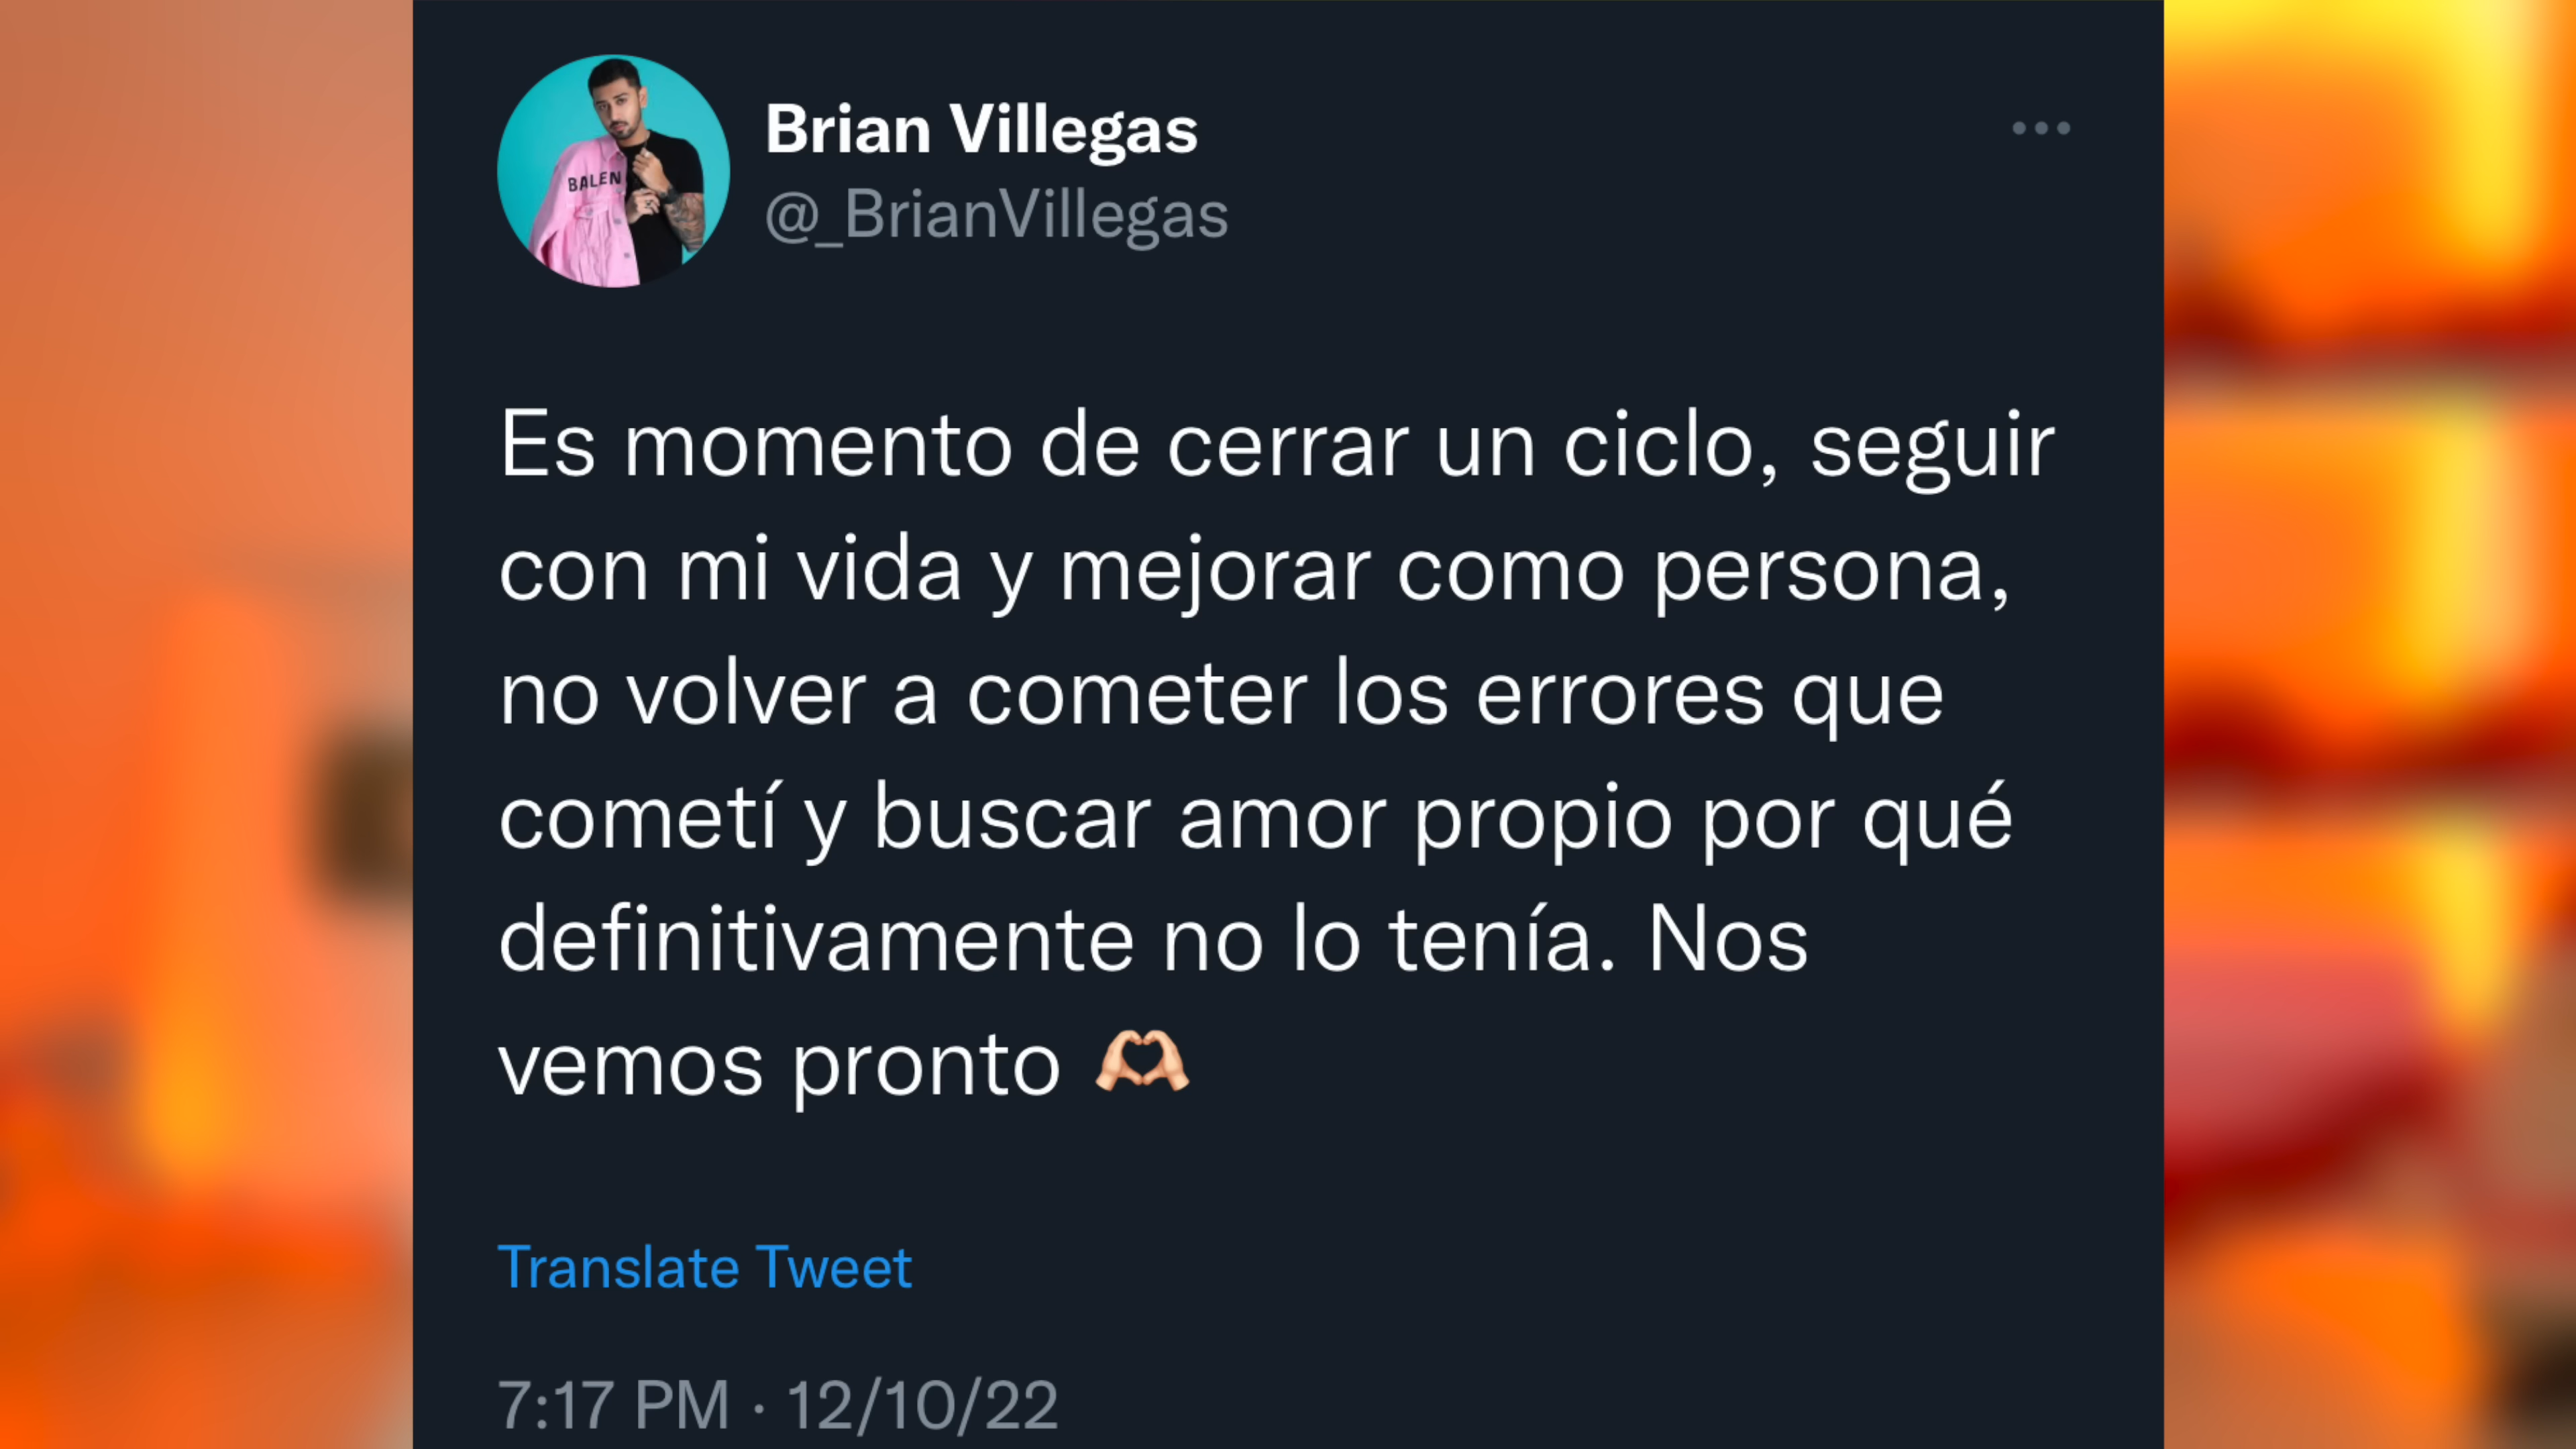 BALEN
Brian Villegas
@_BrianVillegas
Es momento de cerrar un ciclo, seguir
con mi vida y mejorar como persona,
no volver a cometer los errores que
cometí y buscar amor propio por qué
definitivamente no lo tenía. Nos
vemos pronto 🫶🏼
Translate Tweet
7:17 PM · 12/10/22